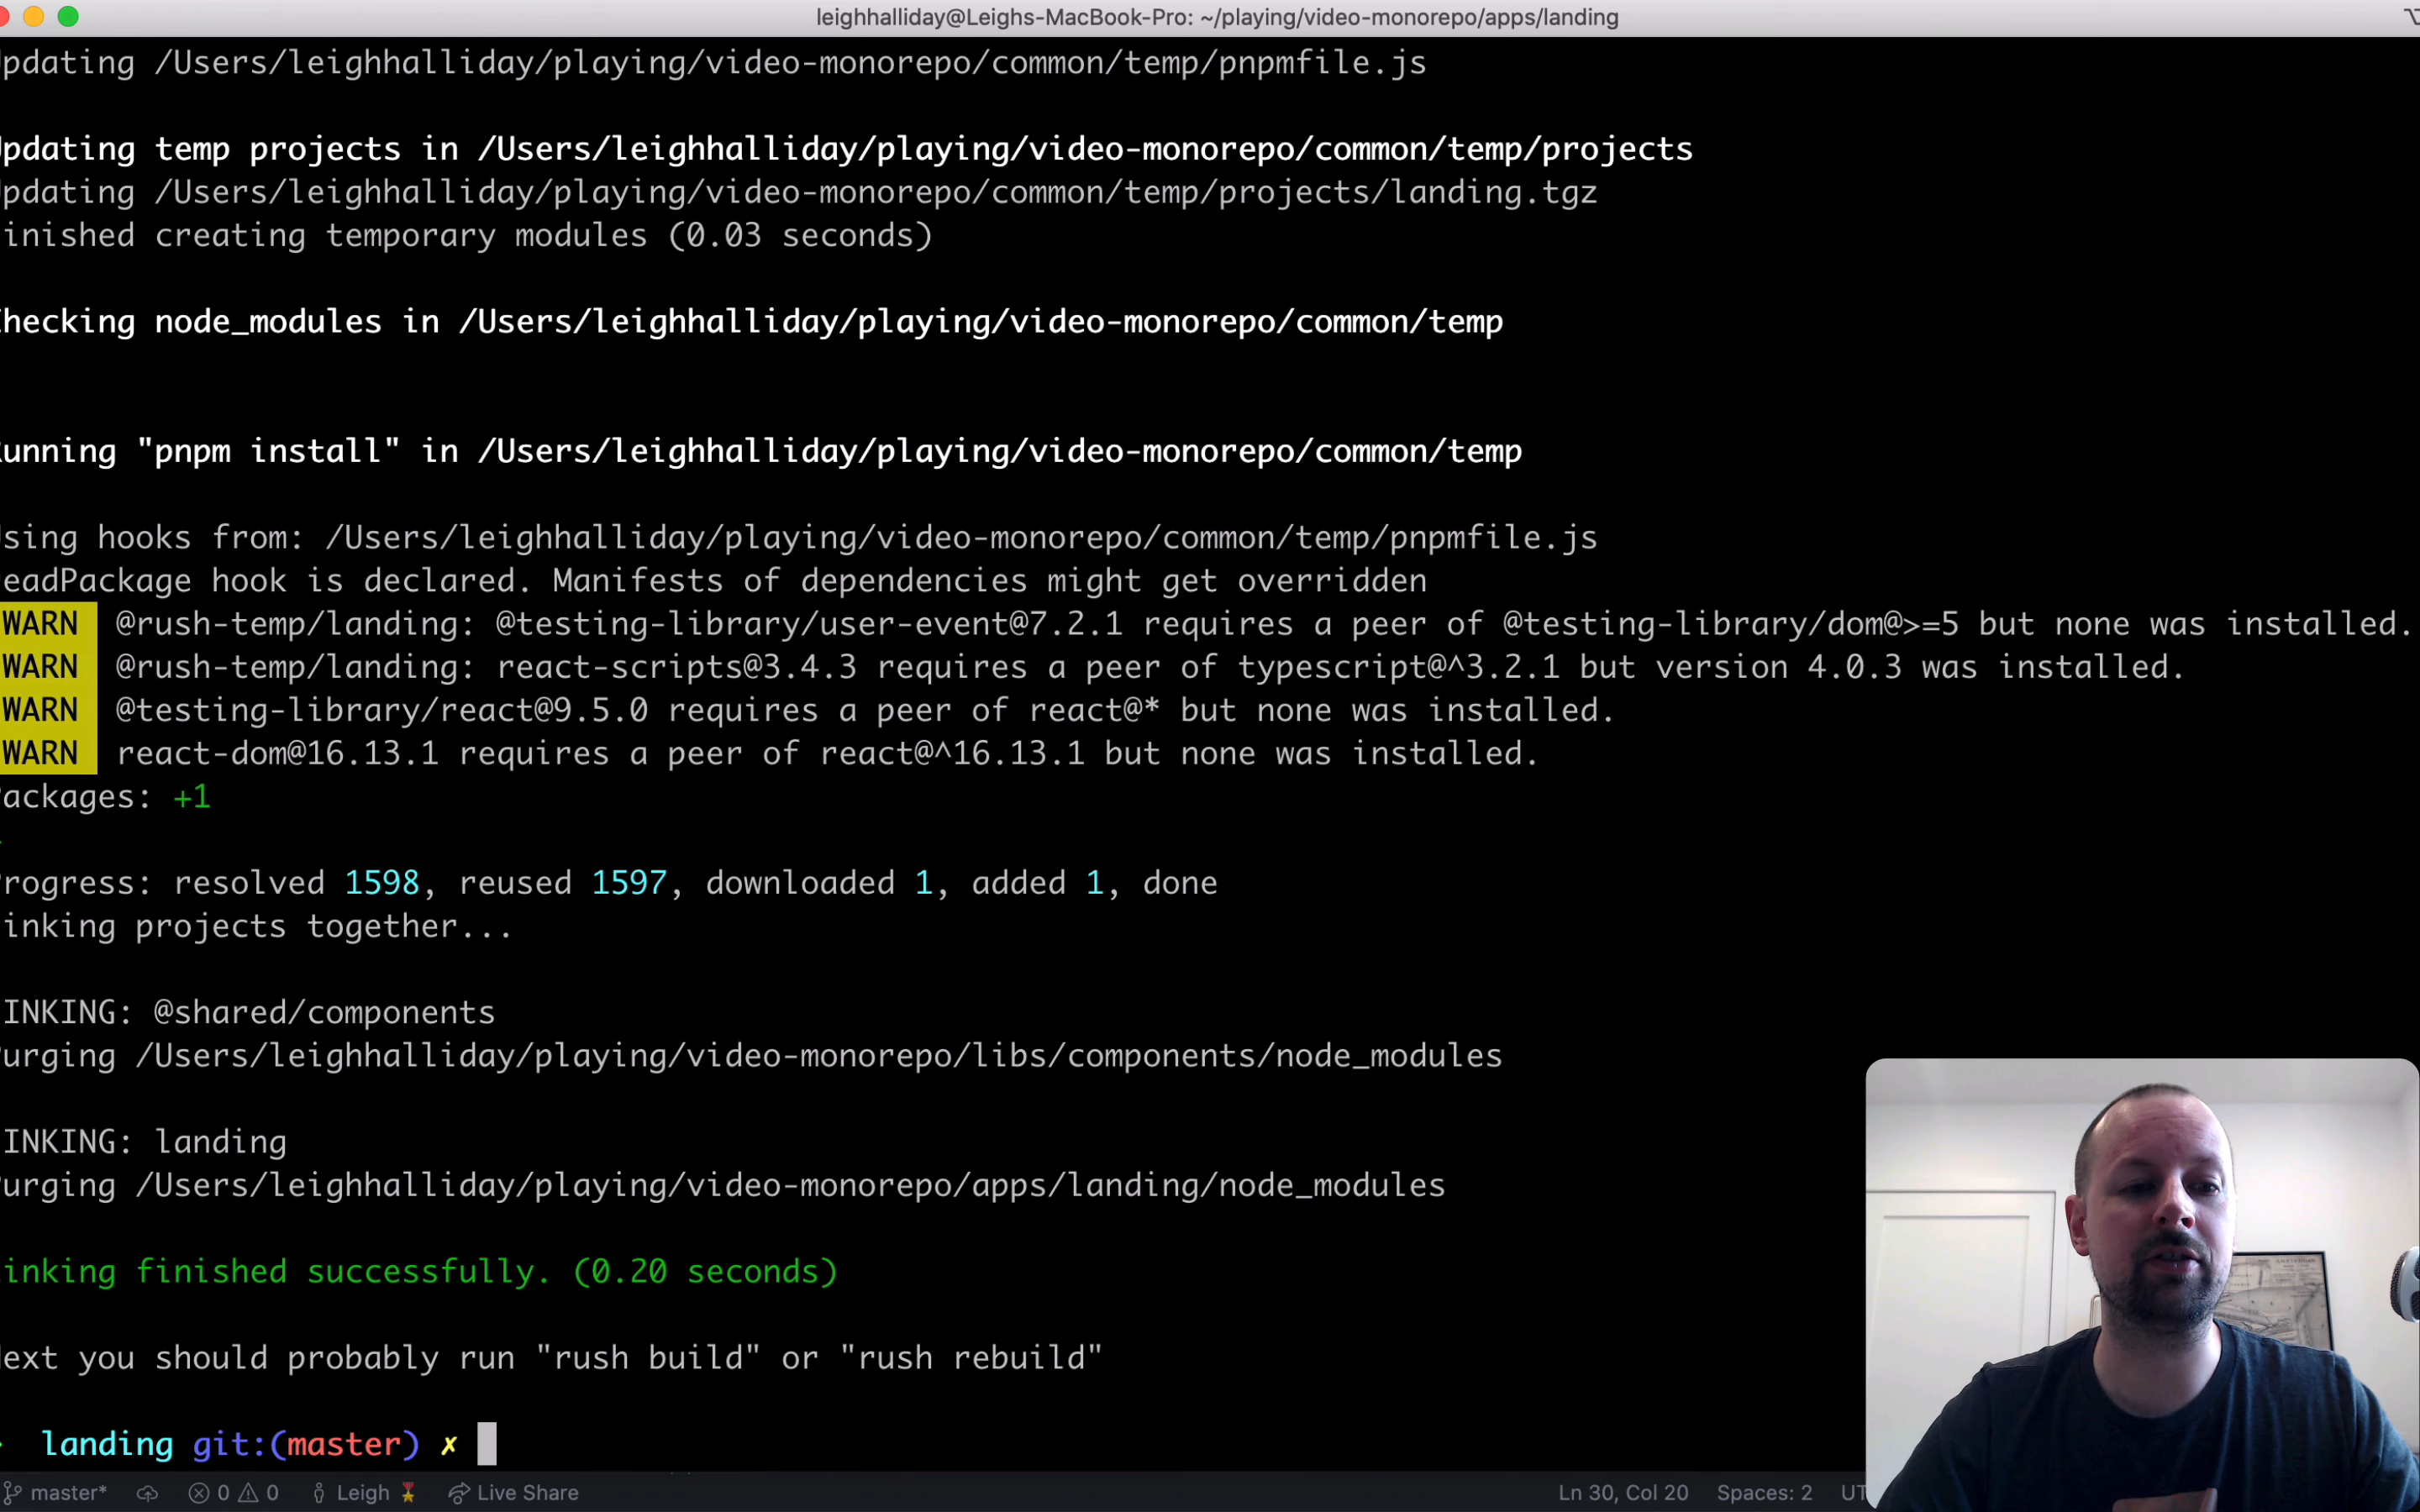 leighhalliday@Leighs-MacBook-Pro: ~/playing/video-monorepo/apps/landing
pdating /Users/leighhalliday/playing/video-monorepo/common/temp/pnpmfile.js
pdating temp projects in /Users/leighhalliday/playing/video-monorepo/common/temp/projects
pdating /Users/leighhalliday/playing/video-monorepo/common/temp/projects/landing.tgz
inished creating temporary modules (0.03 seconds)
hecking node_modules in /Users/leighhalliday/playing/video-monorepo/common/temp
unning "pnpm install" in /Users/leighhalliday/playing/video-monorepo/common/temp
sing hooks from: /Users/leighhalliday/playing/video-monorepo/common/temp/pnpmfile.js
eadPackage hook is declared. Manifests of dependencies might get overridden
WARN @rush-temp/landing: @testing-library/user-event@7.2.1 requires a peer of @testing-library/dom@>=5 but none was installed.
WARN @rush-temp/landing: react-scripts@3.4.3 requires a peer of typescript@^3.2.1 but version 4.0.3 was installed.
WARN @testing-library/react@9.5.0 requires a peer of react@* but none was installed.
WARN react-dom@16.13.1 requires a peer of react@^16.13.1 but none was installed.
ackages: +1
rogress: resolved 1598, reused 1597, downloaded 1, added 1, done
inking projects together...
INKING: @shared/components
urging /Users/leighhalliday/playing/video-monorepo/libs/components/node_modules
INKING: landing
urging /Users/leighhalliday/playing/video-monorepo/apps/landing/node_modules
inking finished successfully. (0.20 seconds)
ext you should probably run "rush build" or "rush rebuild"
landing git:(master) ✗
master* 0 0 Leigh 🎖 Live Share Ln 30, Col 20 Spaces: 2 UT